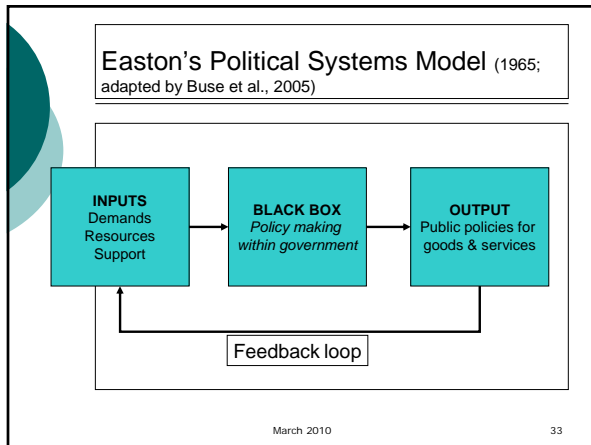 Easton's Political Systems Model (1965;
adapted by Buse et al., 2005)
INPUTS
Demands
Resources
Support
BLACK BOX
Policy making
within government
OUTPUT
Public policies for
goods & services
Feedback loop
March 2010
33